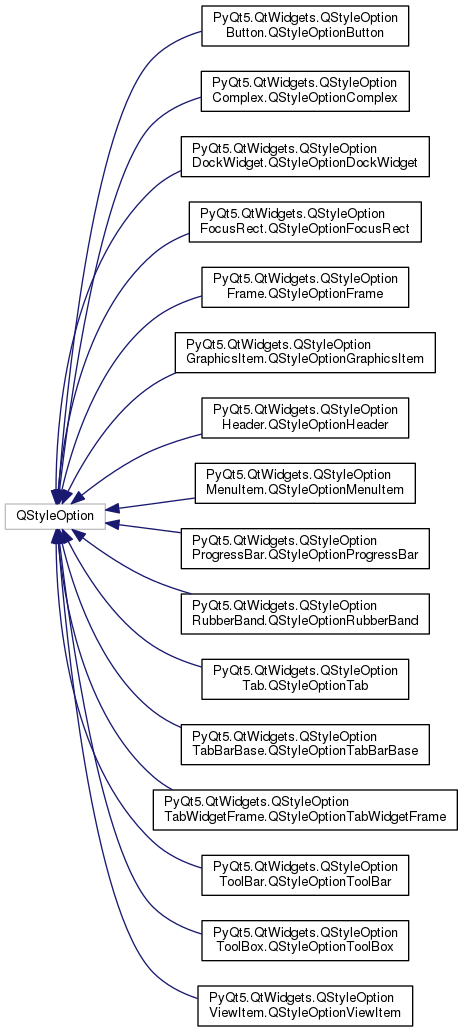 PyQt5.QtWidgets.QStyleOption
Button.QStyleOptionButton
PyQt5.QtWidgets.QStyleOption
Complex.QStyleOptionComplex
PyQt5.QtWidgets.QStyleOption
DockWidget.QStyleOptionDockWidget
PyQt5.QtWidgets.QStyleOption
FocusRect.QStyleOptionFocusRect
PyQt5.QtWidgets.QStyleOption
Frame.QStyleOptionFrame
PyQt5.QtWidgets.QStyleOption
GraphicsItem.QStyleOptionGraphicsItem
PyQt5.QtWidgets.QStyleOption
Header.QStyleOptionHeader
PyQt5.QtWidgets.QStyleOption
MenuItem.QStyleOptionMenuItem
QStyleOption
PyQt5.QtWidgets.QStyleOption
ProgressBar.QStyleOptionProgressBar
PyQt5.QtWidgets.QStyleOption
RubberBand.QStyleOptionRubberBand
PyQt5.QtWidgets.QStyleOption
Tab.QStyleOptionTab
PyQt5.QtWidgets.QStyleOption
TabBarBase.QStyleOptionTabBarBase
PyQt5.QtWidgets.QStyleOption
TabWidgetFrame.QStyleOptionTabWidgetFrame
PyQt5.QtWidgets.QStyleOption
ToolBar.QStyleOptionToolBar
PyQt5.QtWidgets.QStyleOption
ToolBox.QStyleOptionToolBox
PyQt5.QtWidgets.QStyleOption
ViewItem.QStyleOptionViewItem